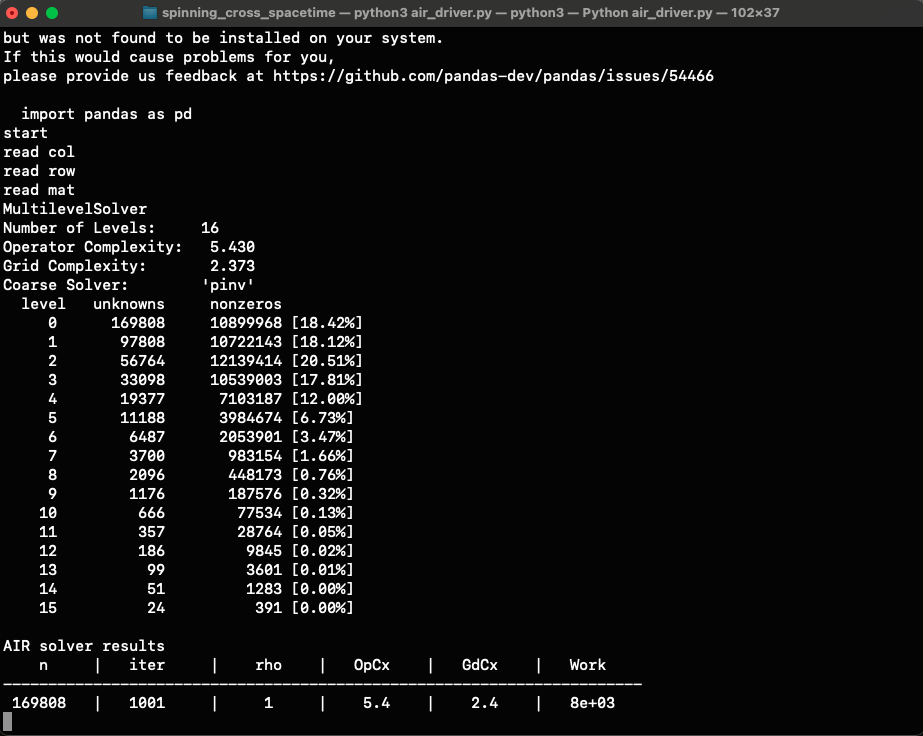 spinning_cross_spacetime — python3 air_driver.py — python3 — Python air_driver.py — 102×37
but was not found to be installed on your system.
If this would cause problems for you,
please provide us feedback at https://github.com/pandas-dev/pandas/issues/54466
import pandas as pd
start
read col
read row
read mat
MultilevelSolver
Number of Levels:     16
Operator Complexity:   5.430
Grid Complexity:       2.373
Coarse Solver:        'pinv'
  level   unknowns     nonzeros
     0      169808     10899968 [18.42%]
     1       97808     10722143 [18.12%]
     2       56764     12139414 [20.51%]
     3       33098     10539003 [17.81%]
     4       19377      7103187 [12.00%]
     5       11188      3984674 [6.73%]
     6        6487      2053901 [3.47%]
     7        3700       983154 [1.66%]
     8        2096       448173 [0.76%]
     9        1176       187576 [0.32%]
    10         666        77534 [0.13%]
    11         357        28764 [0.05%]
    12         186         9845 [0.02%]
    13          99         3601 [0.01%]
    14          51         1283 [0.00%]
    15          24          391 [0.00%]
AIR solver results
    n     |   iter     |    rho    |   OpCx    |   GdCx    |   Work
 169808   |   1001     |     1     |    5.4    |    2.4    |   8e+03